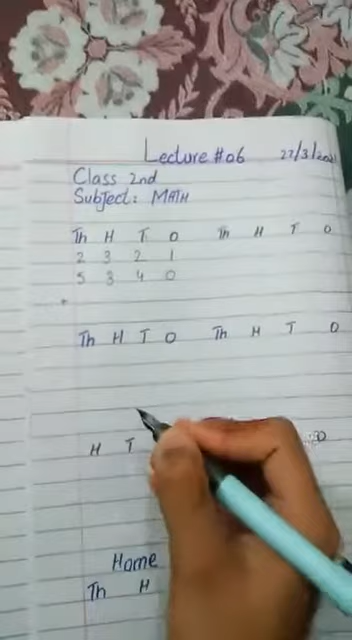 Lecture #06 27/3/2021
Class 2nd
Subject: MATH
Th H T O Th H T O
2 3 2 1
5 3 4 0
+
Th H T O Th H T O
H T O
Home
Th H